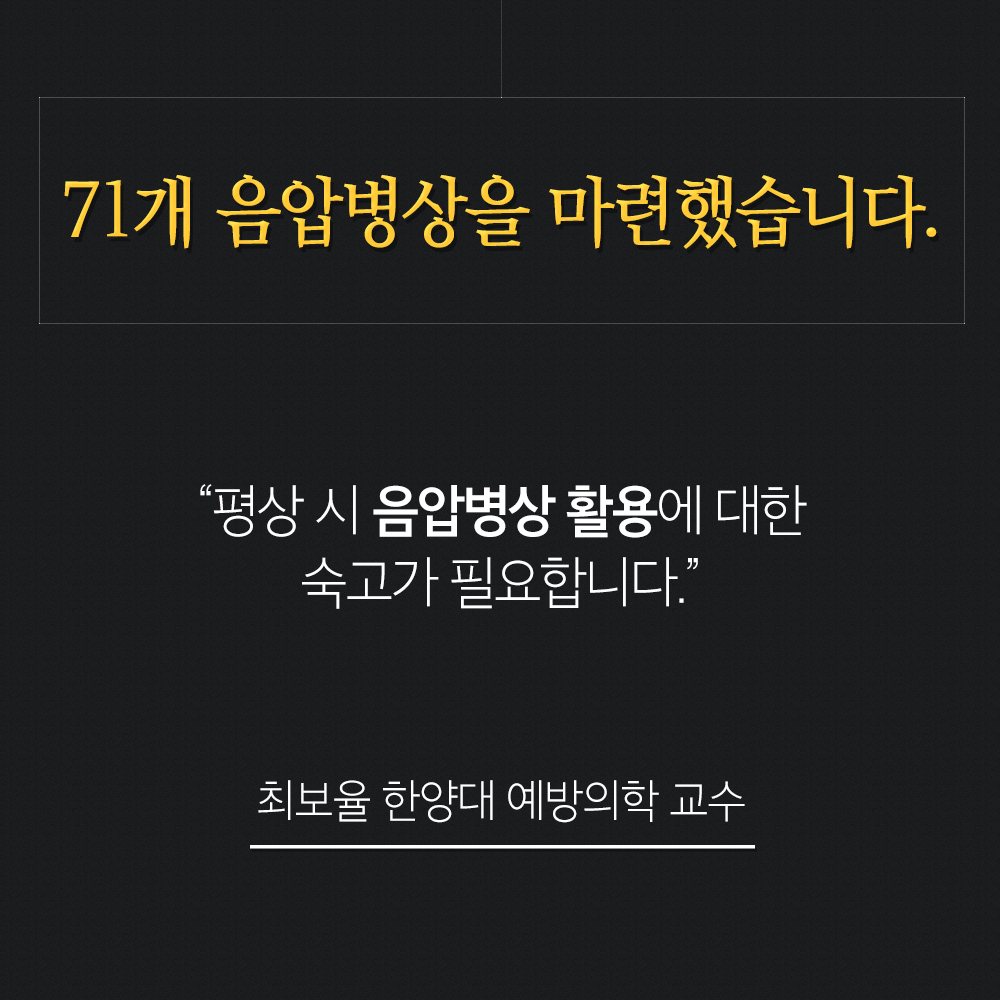 71개 음압병상을 마련했습니다.
“평상 시 음압병상 활용에 대한
숙고가 필요합니다.”
최보율 한양대 예방의학 교수